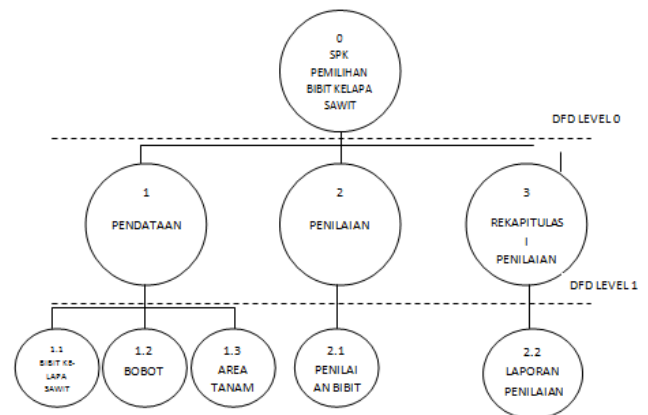 0
SPK
PEMILIHAN
BIBIT KELAPA
SAWIT
DFD LEVEL 0
1
PENDATAAN
2
PENILAIAN
3
REKAPITULAS
I
PENILAIAN
DFD LEVEL 1
1.1
BIBIT KE-
LAPA
SAWIT
1.2
BOBOT
1.3
AREA
TANAM
2.1
PENILAI
AN BIBIT
2.2
LAPORAN
PENILAIAN